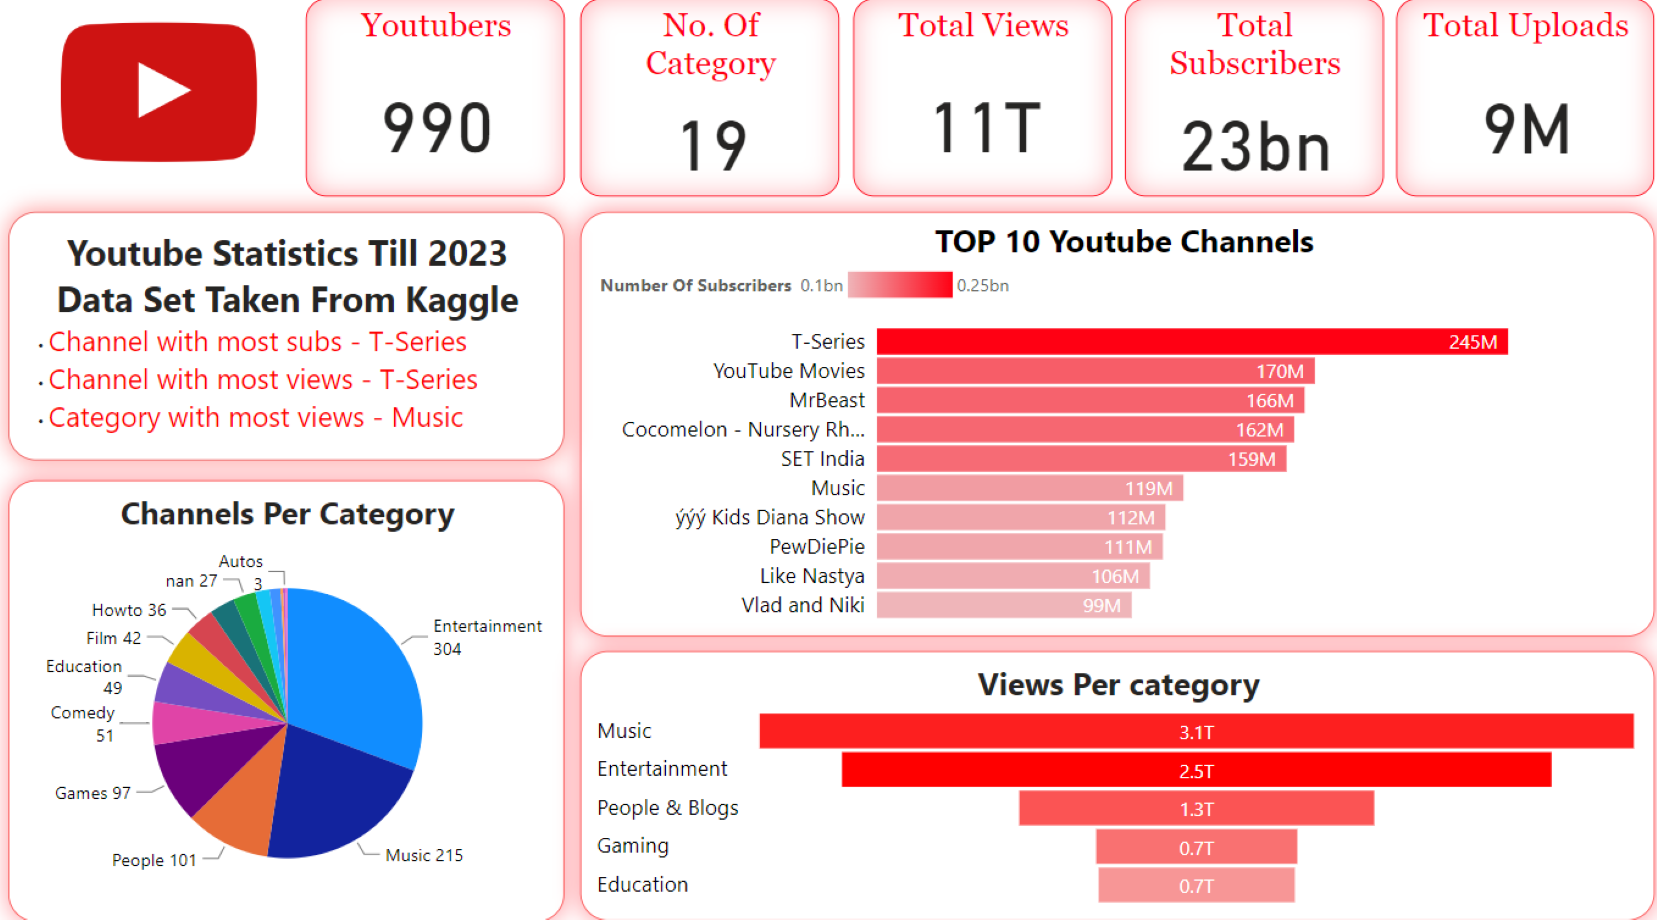 Youtubers
990
No. Of
Category
19
Total Views
11T
Total
Subscribers
23bn
Total Uploads
9M
Youtube Statistics Till 2023
Data Set Taken From Kaggle
• Channel with most subs - T-Series
• Channel with most views - T-Series
• Category with most views - Music
TOP 10 Youtube Channels
Number Of Subscribers 0.1bn 0.25bn
T-Series 245M
YouTube Movies 170M
MrBeast 166M
Cocomelon - Nursery Rh... 162M
SET India 159M
Music 119M
ýýý Kids Diana Show 112M
PewDiePie 111M
Like Nastya 106M
Vlad and Niki 99M
Channels Per Category
Autos
3
nan 27
Howto 36
Film 42
Education
49
Comedy
51
Games 97
People 101
Music 215
Entertainment
304
Views Per category
Music 3.1T
Entertainment 2.5T
People & Blogs 1.3T
Gaming 0.7T
Education 0.7T